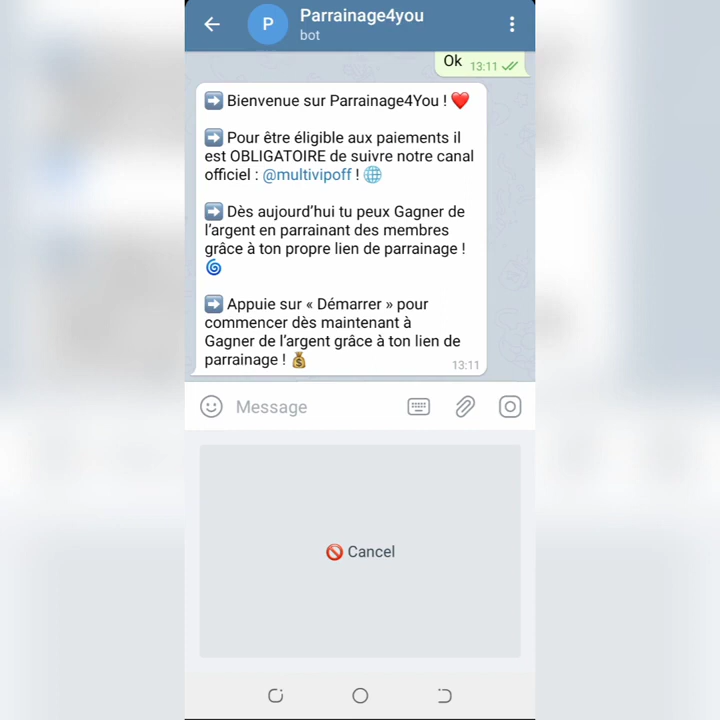 P
Parrainage4you
bot
Ok 13:11
➡️ Bienvenue sur Parrainage4You ! ❤️
➡️ Pour être éligible aux paiements il
est OBLIGATOIRE de suivre notre canal
officiel : @multivipoff ! 🌐
➡️ Dès aujourd’hui tu peux Gagner de
l’argent en parrainant des membres
grâce à ton propre lien de parrainage !
🌀
➡️ Appuie sur « Démarrer » pour
commencer dès maintenant à
Gagner de l’argent grâce à ton lien de
parrainage ! 💰
13:11
Message
🚫 Cancel